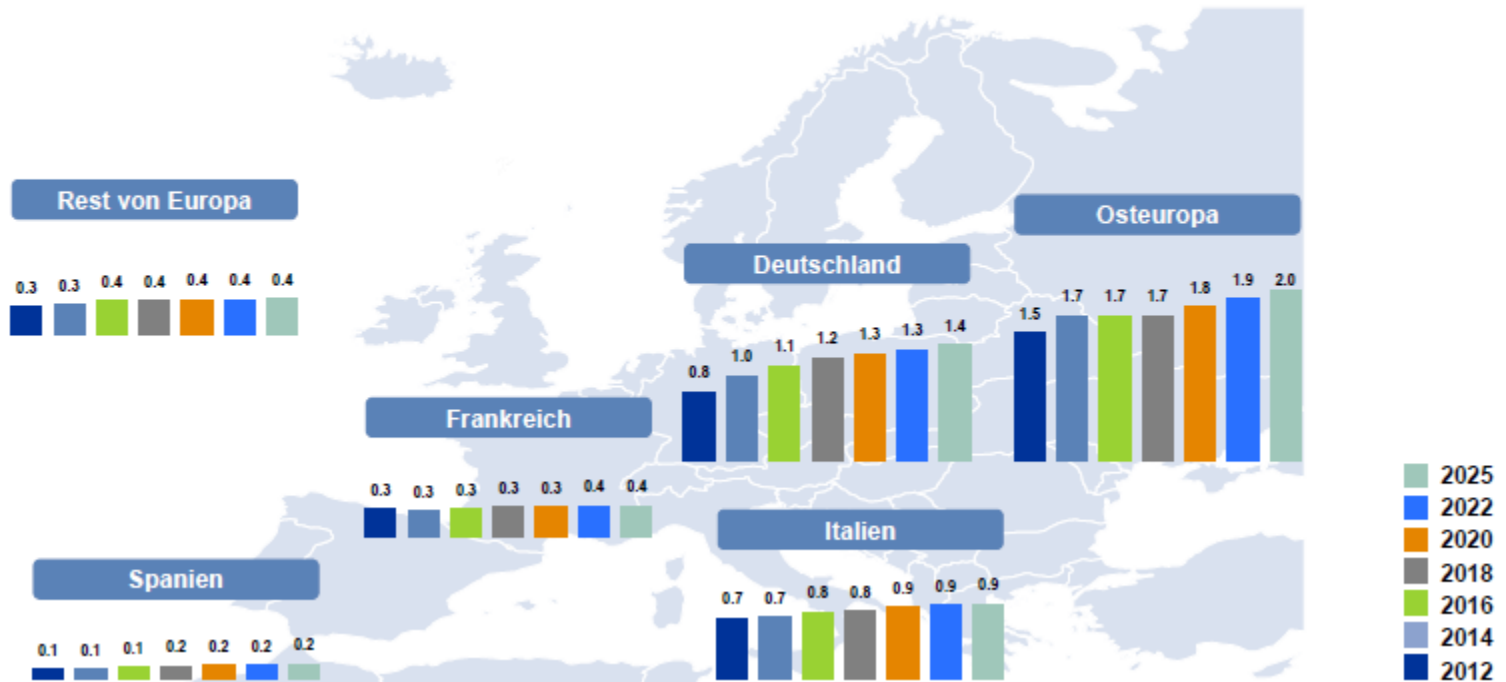 Rest von Europa
0.3 0.3 0.4 0.4 0.4 0.4 0.4
Osteuropa
1.5 1.7 1.7 1.7 1.8 1.9 2.0
Deutschland
0.8 1.0 1.1 1.2 1.3 1.3 1.4
Frankreich
0.3 0.3 0.3 0.3 0.3 0.4 0.4
Italien
0.7 0.7 0.8 0.8 0.9 0.9 0.9
Spanien
0.1 0.1 0.1 0.2 0.2 0.2 0.2
2025
2022
2020
2018
2016
2014
2012